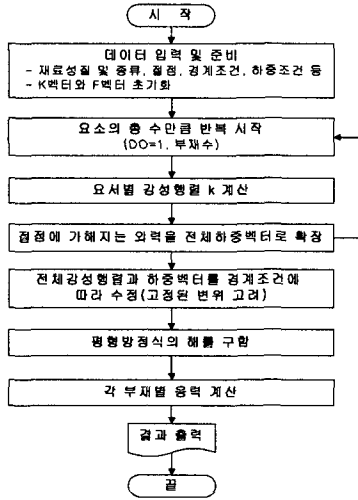 시 작
데이터 입력 및 준비
- 재료성질 및 종류, 절점, 경계조건, 하중조건 등
- K벡터와 F벡터 초기화
요소의 총 수만큼 반복 시작
(DO=1, 부재수)
요서별 강성행렬 k 계산
접점에 가해지는 외력을 전체하중벡터로 확장
전체강성행렬과 하중벡터를 경계조건에
따라 수정(고정된 변위 고려)
평형방정식의 해를 구함
각 부재별 응력 계산
결과 출력
끝